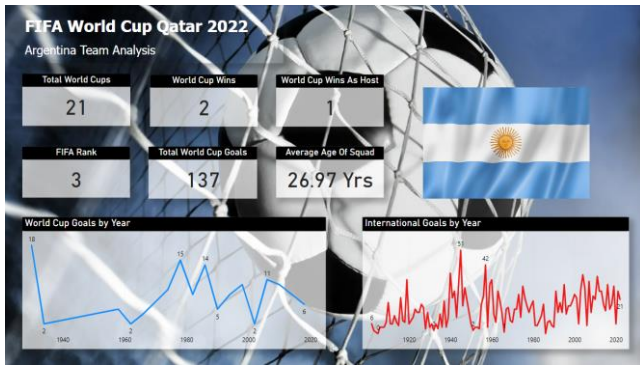 FIFA World Cup Qatar 2022
Argentina Team Analysis
Total World Cups
21
World Cup Wins
2
World Cup Wins As Host
1
FIFA Rank
3
Total World Cup Goals
137
Average Age Of Squad
26.97 Yrs
World Cup Goals by Year
18
2
2
15
14
5
2
11
6
1940
1960
1980
2000
2020
International Goals by Year
6
42
21
1920
1940
1960
1980
2000
2020